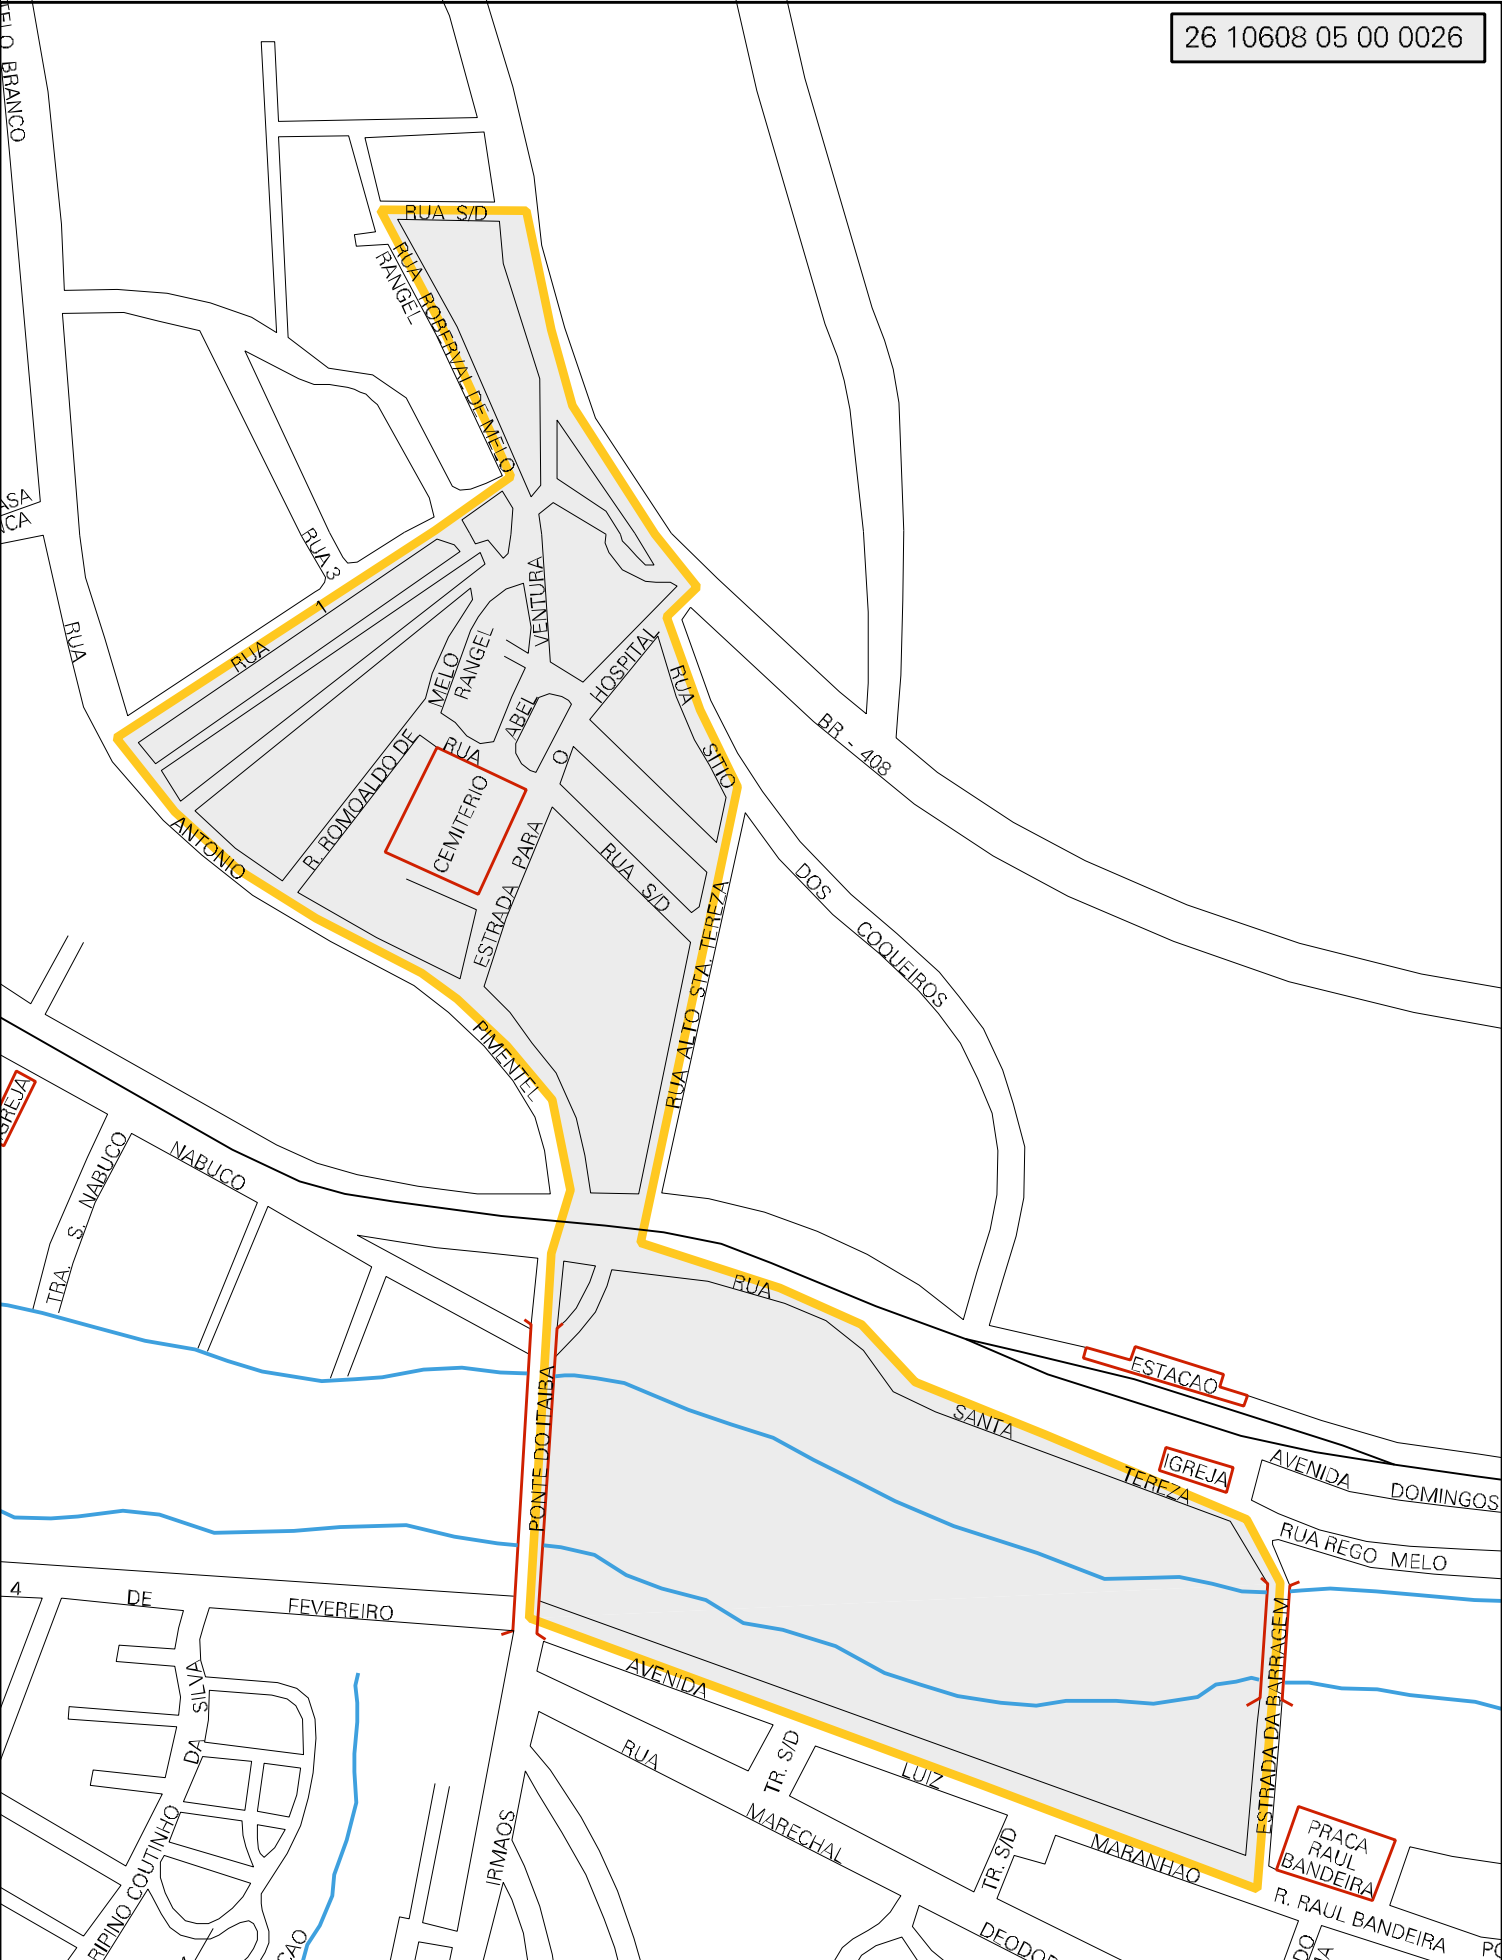 26 10608 05 00 0026
BRANCO
RUA S/D
RUA ROBERVAL DE MELO
RANGEL
RUA 3
RUA 1
RUA
ANTONIO
PIMENTEL
VENTURA
ABEL
RUA
MELO
RANGEL
R. ROMOALDO DE
CEMITERIO
HOSPITAL
O
ESTRADA PARA
RUA S/D
RUA
SITIO
DOS
COQUEIROS
BR - 408
RUA ALTO STA. TEREZA
NABUCO
TRA. S. NABUCO
RUA
SANTA
TEREZA
ESTACAO
IGREJA
AVENIDA
DOMINGOS
RUA REGO MELO
PONTE DO ITAIBA
4
DE
FEVEREIRO
DA SILVA
COUTINHO
IRMAOS
AVENIDA
LUIZ
MARANHAO
RUA
MARECHAL
TR. S/D
TR. S/D
ESTRADA DA BARRAGEM
PRACA
RAUL
BANDEIRA
R. RAUL BANDEIRA